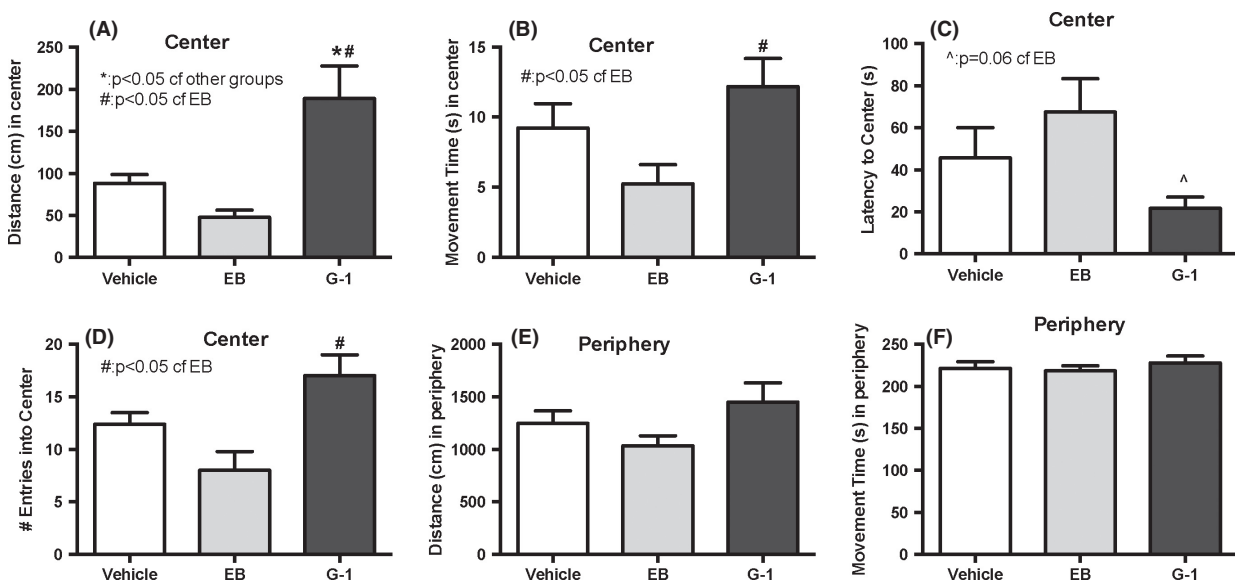 (A)
Center
*:p<0.05 cf other groups
#:p<0.05 cf EB
*#
Distance (cm) in center
250
200
150
100
50
0
Vehicle
EB
G-1
(B)
Center
#:p<0.05 cf EB
#
Movement Time (s) in center
15
10
5
0
Vehicle
EB
G-1
(C)
Center
^:p=0.06 cf EB
^
Latency to Center (s)
100
80
60
40
20
0
Vehicle
EB
G-1
(D)
Center
#:p<0.05 cf EB
#
# Entries into Center
20
15
10
5
0
Vehicle
EB
G-1
(E)
Periphery
Distance (cm) in periphery
2000
1500
1000
500
0
Vehicle
EB
G-1
(F)
Periphery
Movement Time (s) in periphery
250
200
150
100
50
0
Vehicle
EB
G-1